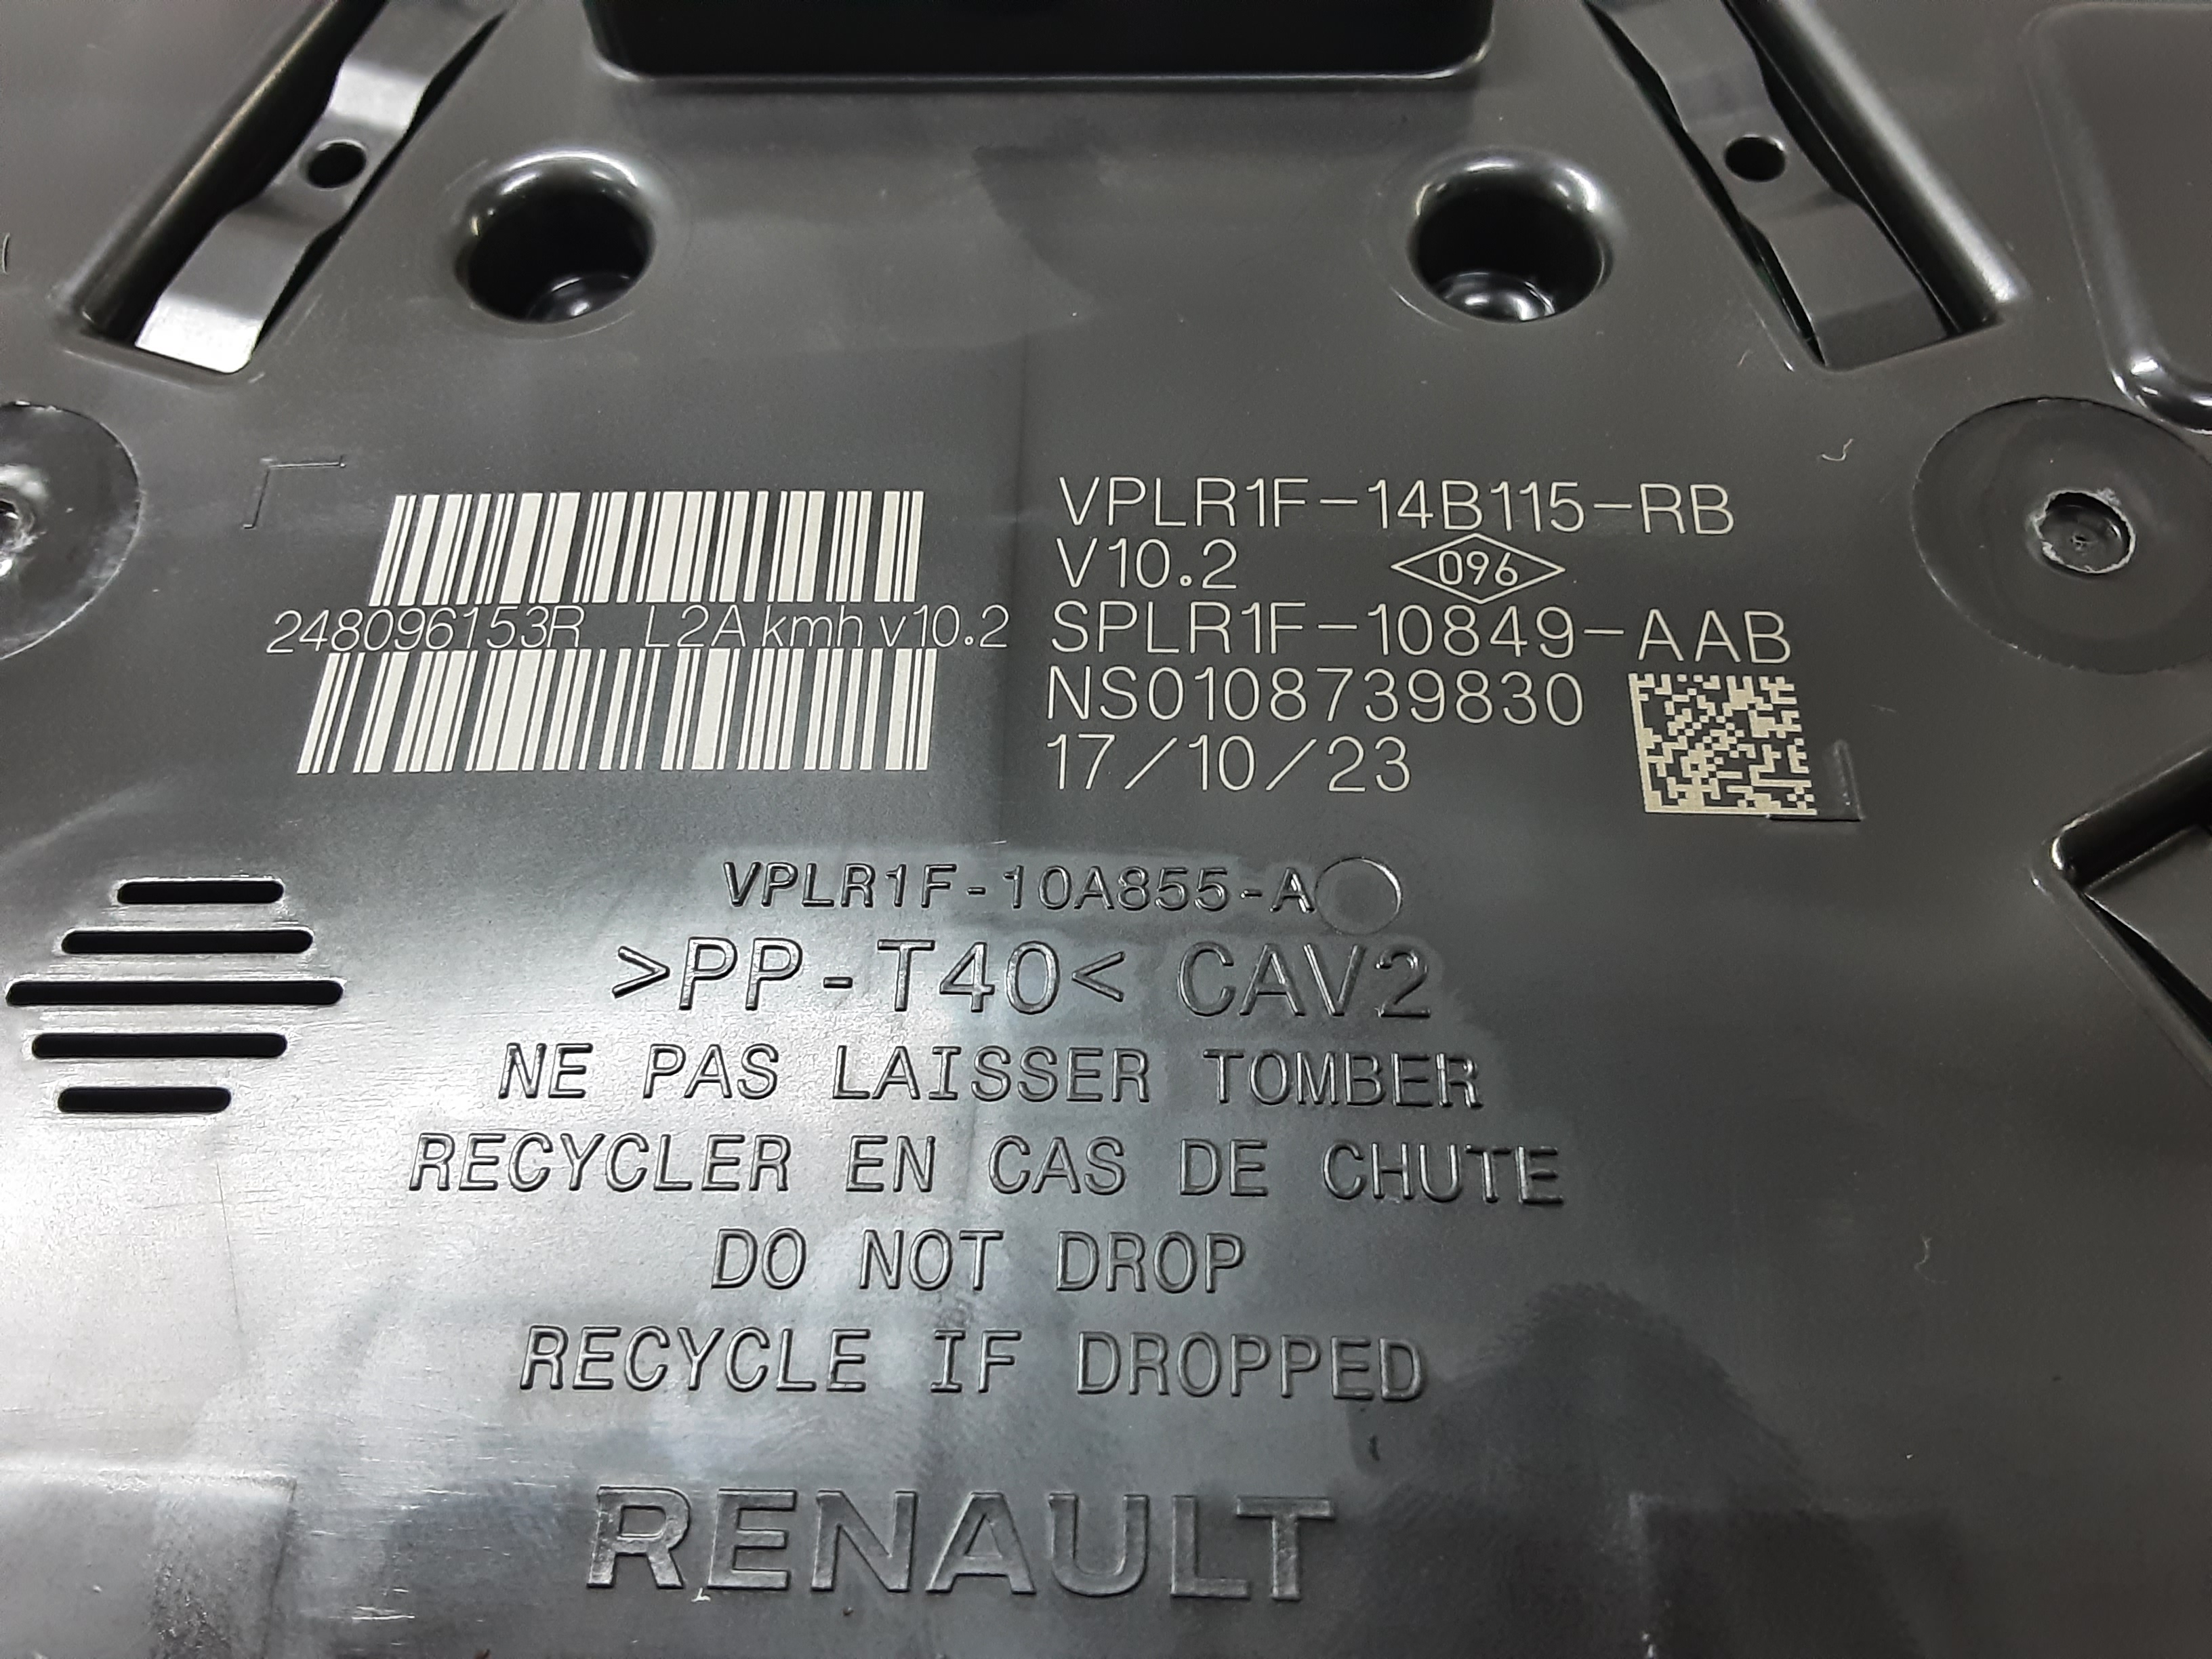 VPLR1F-14B115-RB
V10.2 096
248096153R L2A kmh v10.2
SPLR1F-10849-AAB
NS0108739830
17/10/23
VPLR1F-10A855-A
>PP-T40< CAV2
NE PAS LAISSER TOMBER
RECYCLER EN CAS DE CHUTE
DO NOT DROP
RECYCLE IF DROPPED
RENAULT